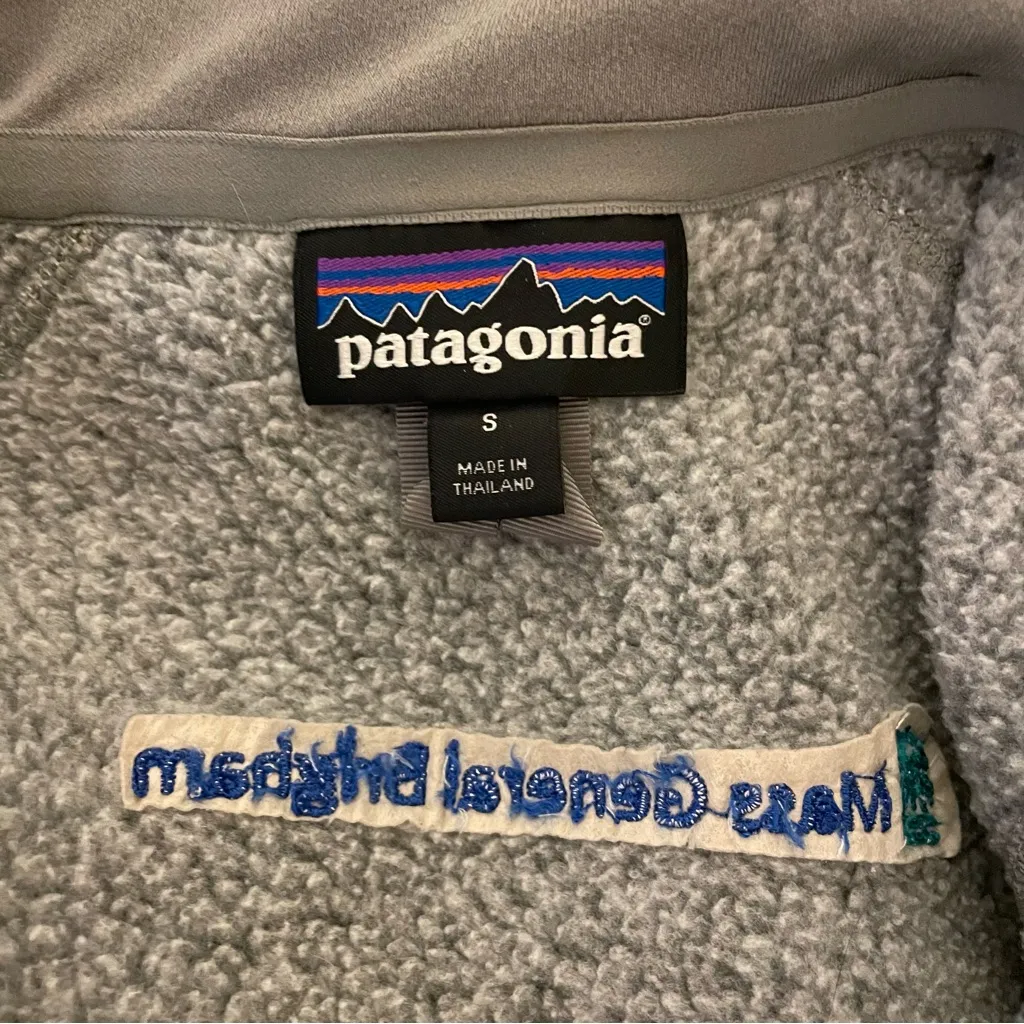 patagonia®
S
MADE IN
THAILAND
Mass General Brigham